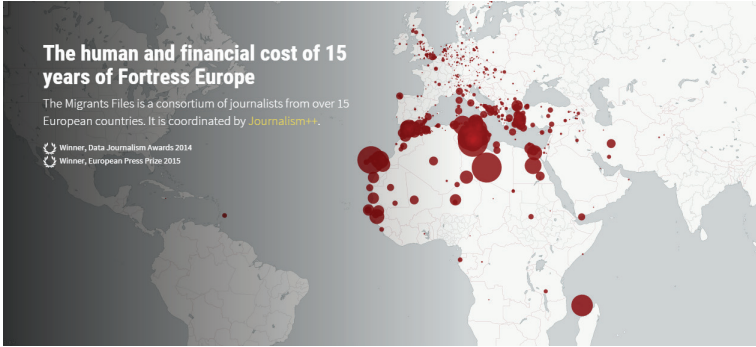 The human and financial cost of 15
years of Fortress Europe
The Migrants Files is a consortium of journalists from over 15
European countries. It is coordinated by Journalism++.
Winner, Data Journalism Awards 2014
Winner, European Press Prize 2015